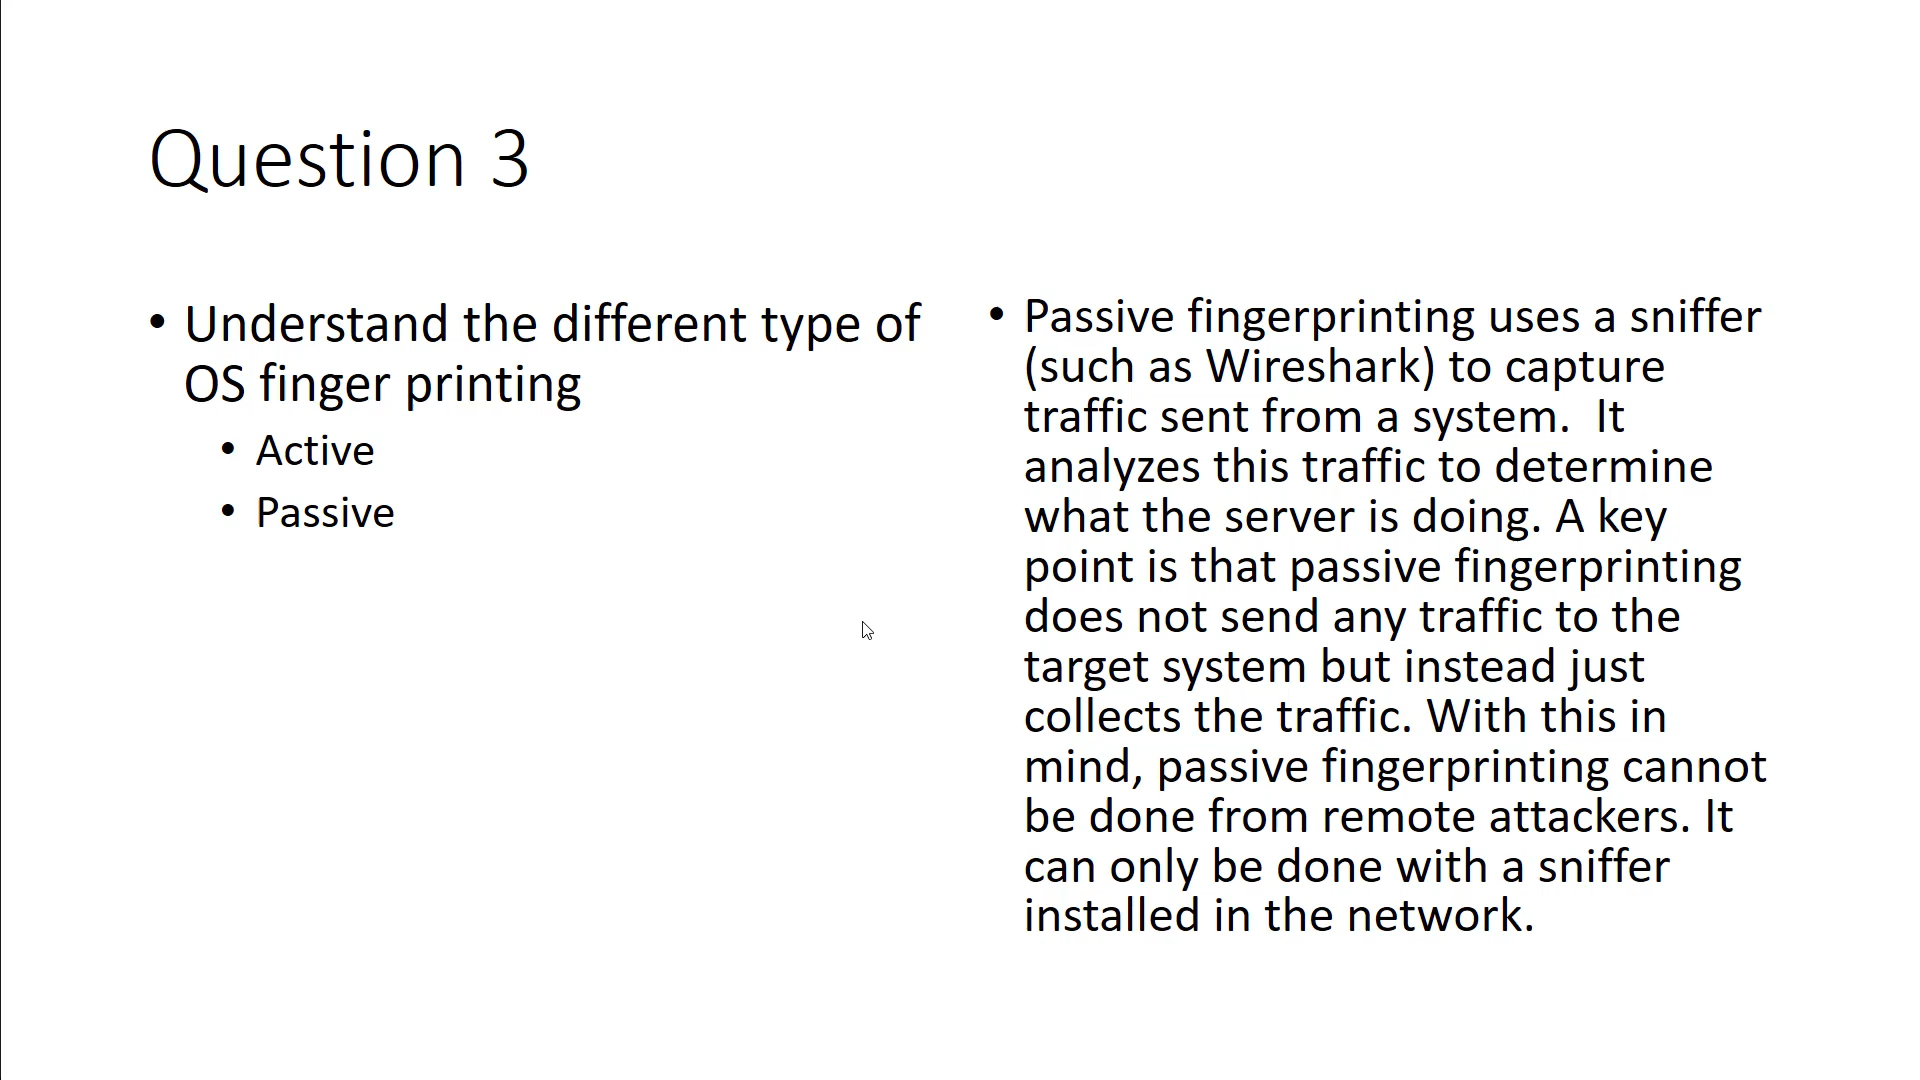 Question 3
• Understand the different type of
OS finger printing
• Active
• Passive
• Passive fingerprinting uses a sniffer
(such as Wireshark) to capture
traffic sent from a system.  It
analyzes this traffic to determine
what the server is doing. A key
point is that passive fingerprinting
does not send any traffic to the
target system but instead just
collects the traffic. With this in
mind, passive fingerprinting cannot
be done from remote attackers. It
can only be done with a sniffer
installed in the network.